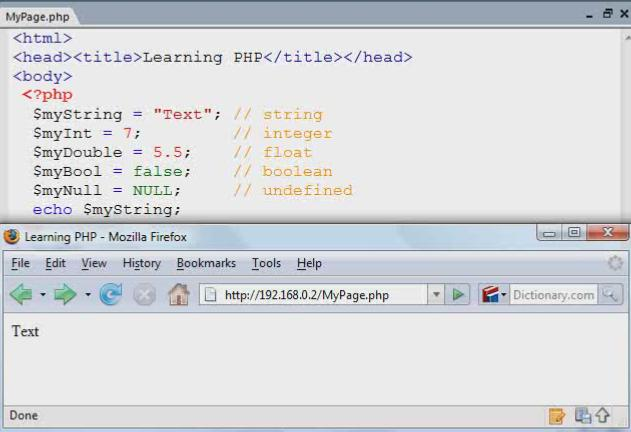 MyPage.php
<html>
<head><title>Learning PHP</title></head>
<body>
<?php
$myString = "Text"; // string
$myInt = 7; // integer
$myDouble = 5.5; // float
$myBool = false; // boolean
$myNull = NULL; // undefined
echo $myString;
Learning PHP - Mozilla Firefox
File Edit View History Bookmarks Tools Help
http://192.168.0.2/MyPage.php Dictionary.com
Text
Done